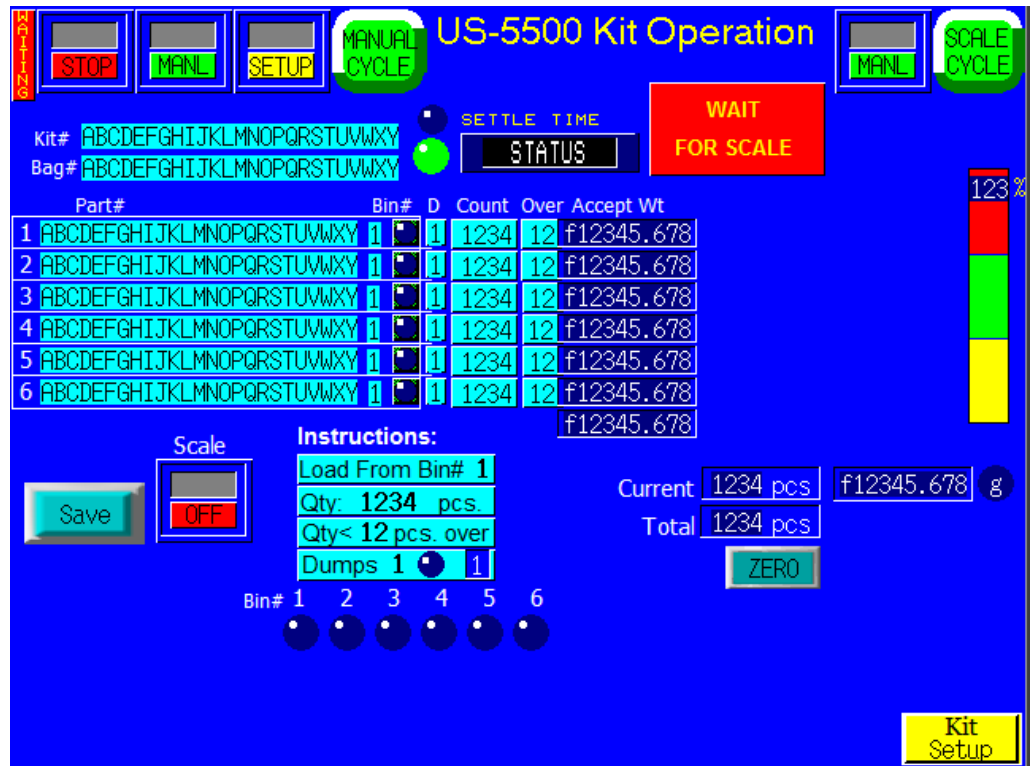 WAITING
STOP MANL SETUP MANUAL CYCLE US-5500 Kit Operation MANL SCALE CYCLE
SETTLE TIME
WAIT
FOR SCALE
Kit# ABCDEFGHIJKLMNOPQRSTUVWXY
STATUS
Bag# ABCDEFGHIJKLMNOPQRSTUVWXY
123 %
Part# Bin# D Count Over Accept Wt
1 ABCDEFGHIJKLMNOPQRSTUVWXY 1 1 1234 12 f12345.678
2 ABCDEFGHIJKLMNOPQRSTUVWXY 1 1 1234 12 f12345.678
3 ABCDEFGHIJKLMNOPQRSTUVWXY 1 1 1234 12 f12345.678
4 ABCDEFGHIJKLMNOPQRSTUVWXY 1 1 1234 12 f12345.678
5 ABCDEFGHIJKLMNOPQRSTUVWXY 1 1 1234 12 f12345.678
6 ABCDEFGHIJKLMNOPQRSTUVWXY 1 1 1234 12 f12345.678
f12345.678
Scale
OFF
Save
Instructions:
Load From Bin# 1
Qty: 1234 pcs.
Qty< 12 pcs. over
Dumps 1 1
Current 1234 pcs f12345.678 g
Total 1234 pcs
ZERO
Bin# 1 2 3 4 5 6
Kit
Setup